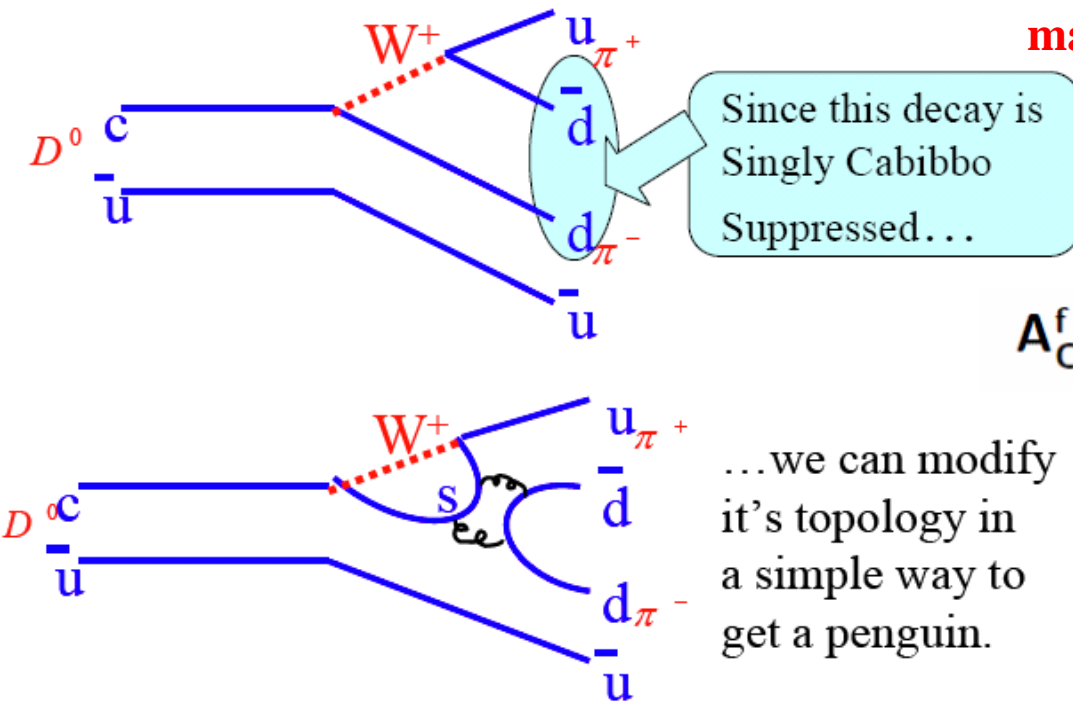 W⁺
u π⁺
ma
c
D⁰
d̄
Since this decay is
Singly Cabibbo
Suppressed…
ū
d π⁻
ū
A^f
W⁺
u π⁺
…we can modify
D⁰ c
s
d̄
it's topology in
ū
a simple way to
d π⁻
get a penguin.
ū